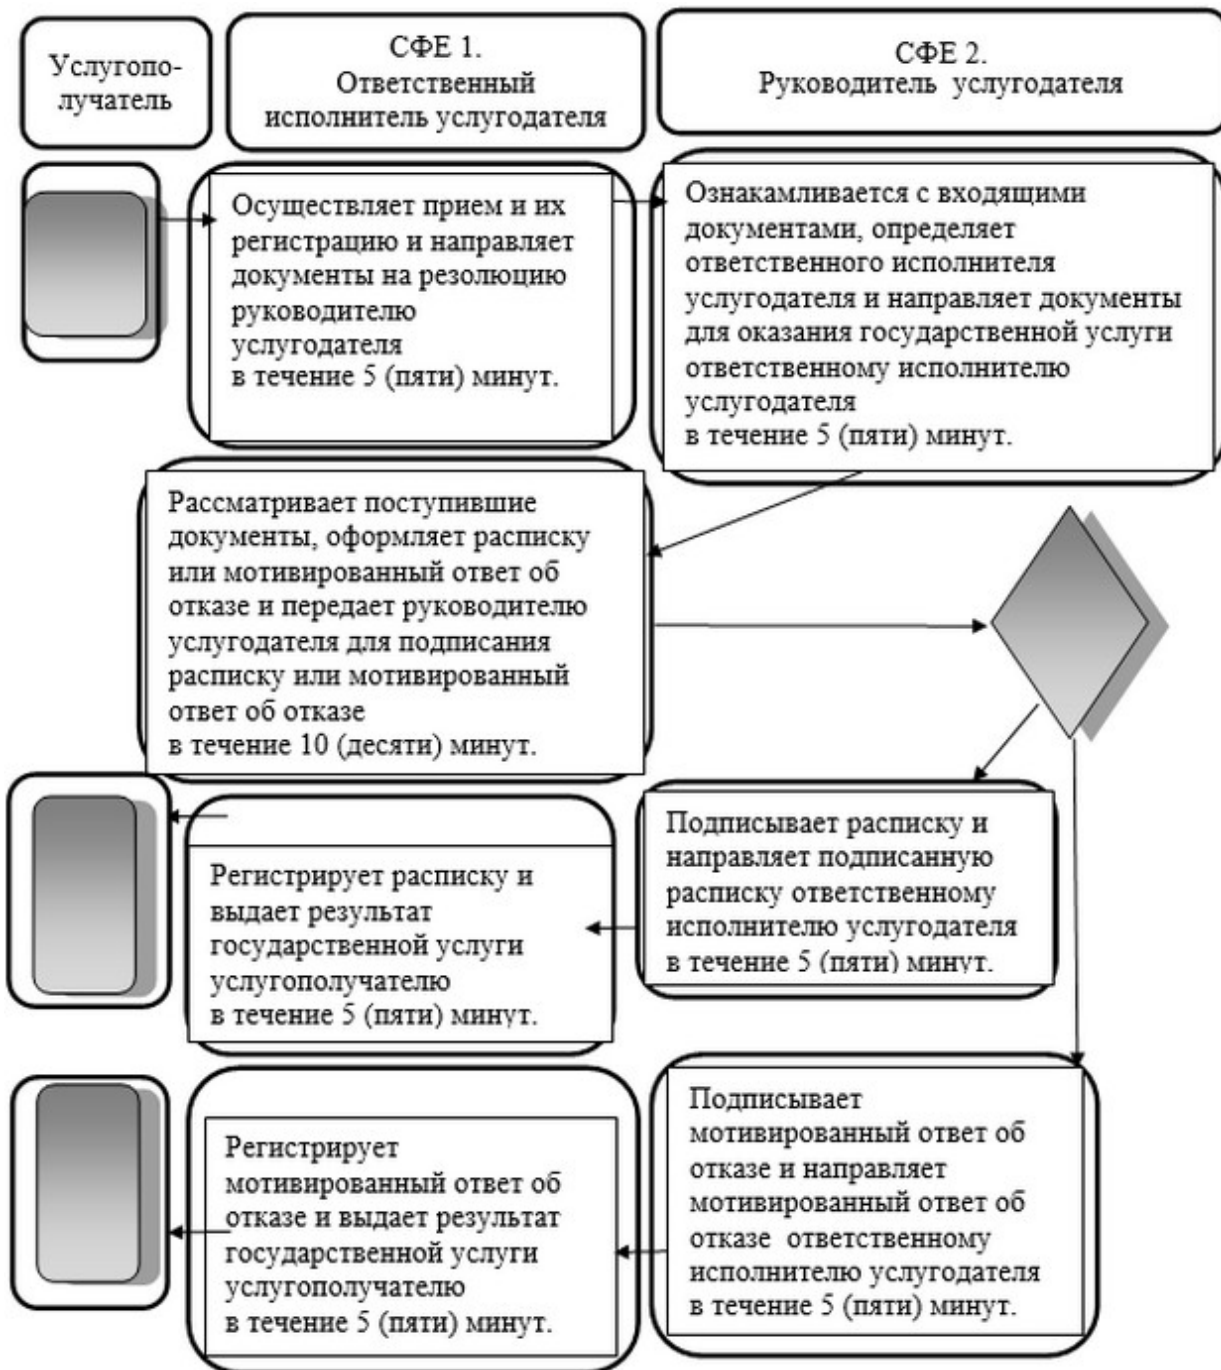 Услугопо-
лучатель
СФЕ 1.
Ответственный
исполнитель услугодателя
СФЕ 2.
Руководитель услугодателя
Осуществляет прием и их
регистрацию и направляет
документы на резолюцию
руководителю
услугодателя
в течение 5 (пяти) минут.
Ознакамливается с входящими
документами, определяет
ответственного исполнителя
услугодателя и направляет документы
для оказания государственной услуги
ответственному исполнителю
услугодателя
в течение 5 (пяти) минут.
Рассматривает поступившие
документы, оформляет расписку
или мотивированный ответ об
отказе и передает руководителю
услугодателя для подписания
расписку или мотивированный
ответ об отказе
в течение 10 (десяти) минут.
Подписывает расписку и
направляет подписанную
расписку ответственному
исполнителю услугодателя
в течение 5 (пяти) минут.
Регистрирует расписку и
выдает результат
государственной услуги
услугополучателю
в течение 5 (пяти) минут.
Подписывает
мотивированный ответ об
отказе и направляет
мотивированный ответ об
отказе ответственному
исполнителю услугодателя
в течение 5 (пяти) минут.
Регистрирует
мотивированный ответ об
отказе и выдает результат
государственной услуги
услугополучателю
в течение 5 (пяти) минут.